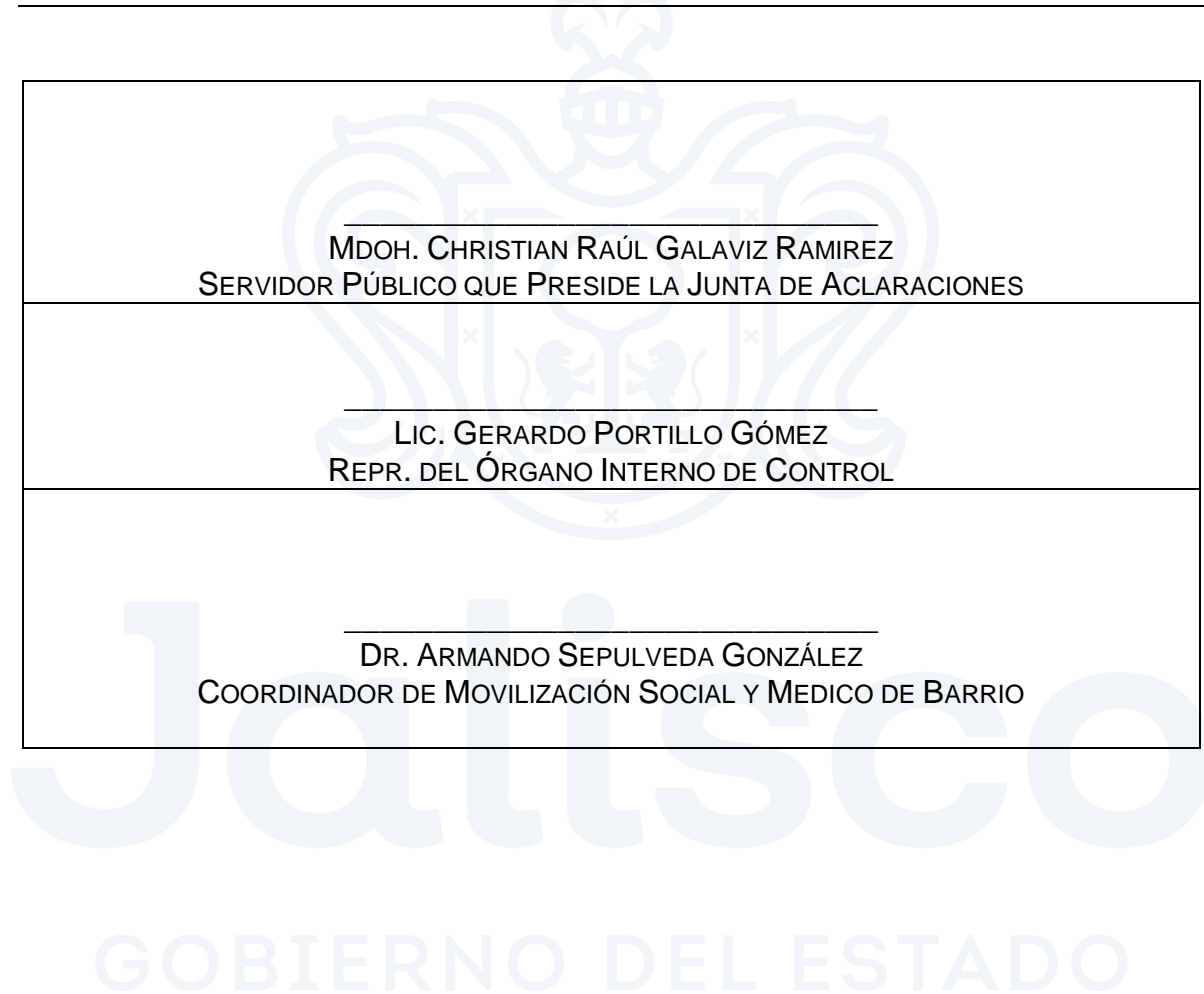 MDOH. CHRISTIAN RAÚL GALAVIZ RAMIREZ
SERVIDOR PÚBLICO QUE PRESIDE LA JUNTA DE ACLARACIONES
LIC. GERARDO PORTILLO GÓMEZ
REPR. DEL ÓRGANO INTERNO DE CONTROL
DR. ARMANDO SEPULVEDA GONZÁLEZ
COORDINADOR DE MOVILIZACIÓN SOCIAL Y MEDICO DE BARRIO
Jalisco
GOBIERNO DEL ESTADO